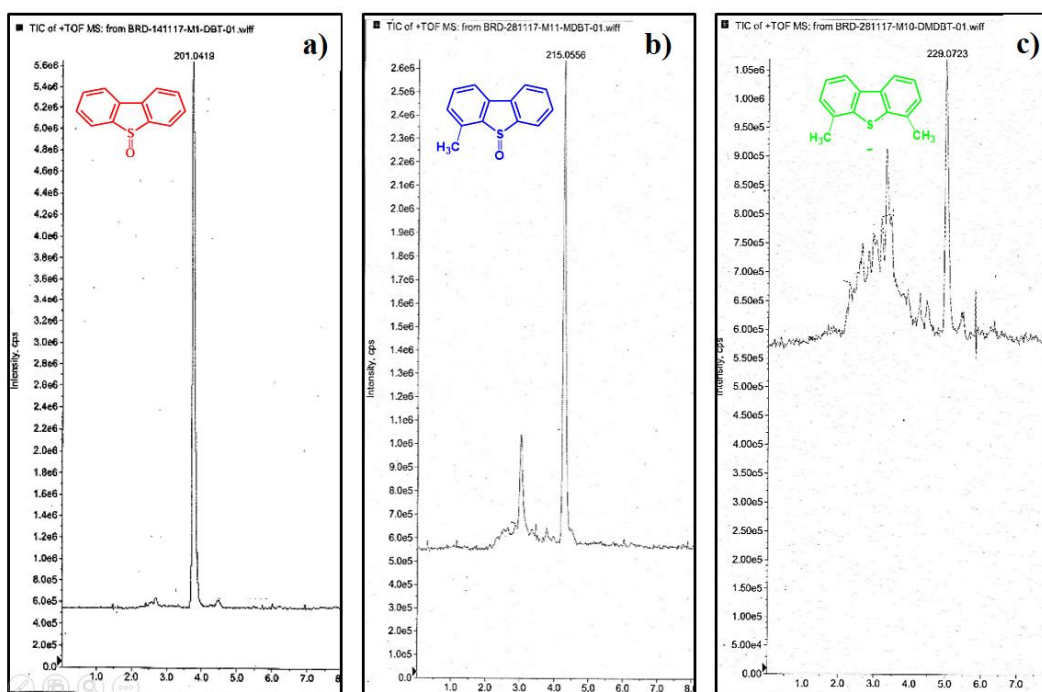 TIC of +TOF MS: from BRD-141117-M1-DBT-01.wiff
a)
201.0419
5.6e6
5.4e6
5.2e6
5.0e6
4.8e6
4.6e6
4.4e6
4.2e6
4.0e6
3.8e6
3.6e6
3.4e6
3.2e6
3.0e6
2.8e6
2.6e6
2.4e6
2.2e6
2.0e6
1.8e6
1.6e6
1.4e6
1.2e6
1.0e6
8.0e5
6.0e5
4.0e5
2.0e5
0.0
Intensity, cps
S
O
1.0 2.0 3.0 4.0 5.0 6.0 7.0
TIC of +TOF MS: from BRD-281117-M11-MDBT-01.wiff
b)
215.0556
2.6e6
2.5e6
2.4e6
2.3e6
2.2e6
2.1e6
2.0e6
1.9e6
1.8e6
1.7e6
1.6e6
1.5e6
1.4e6
1.3e6
1.2e6
1.1e6
1.0e6
9.0e5
8.0e5
7.0e5
6.0e5
5.0e5
4.0e5
3.0e5
2.0e5
1.0e5
0.0
Intensity, cps
S
H3C O
1.0 2.0 3.0 4.0 5.0 6.0 7.0 8.0
TIC of +TOF MS: from BRD-281117-M10-DMDBT-01.wiff
c)
229.0723
1.05e6
1.00e6
9.50e5
9.00e5
8.50e5
8.00e5
7.50e5
7.00e5
6.50e5
6.00e5
5.50e5
5.00e5
4.50e5
4.00e5
3.50e5
3.00e5
2.50e5
2.00e5
1.50e5
1.00e5
5.00e4
0.00
Intensity, cps
S
H3C CH3
1.0 2.0 3.0 4.0 5.0 6.0 7.0